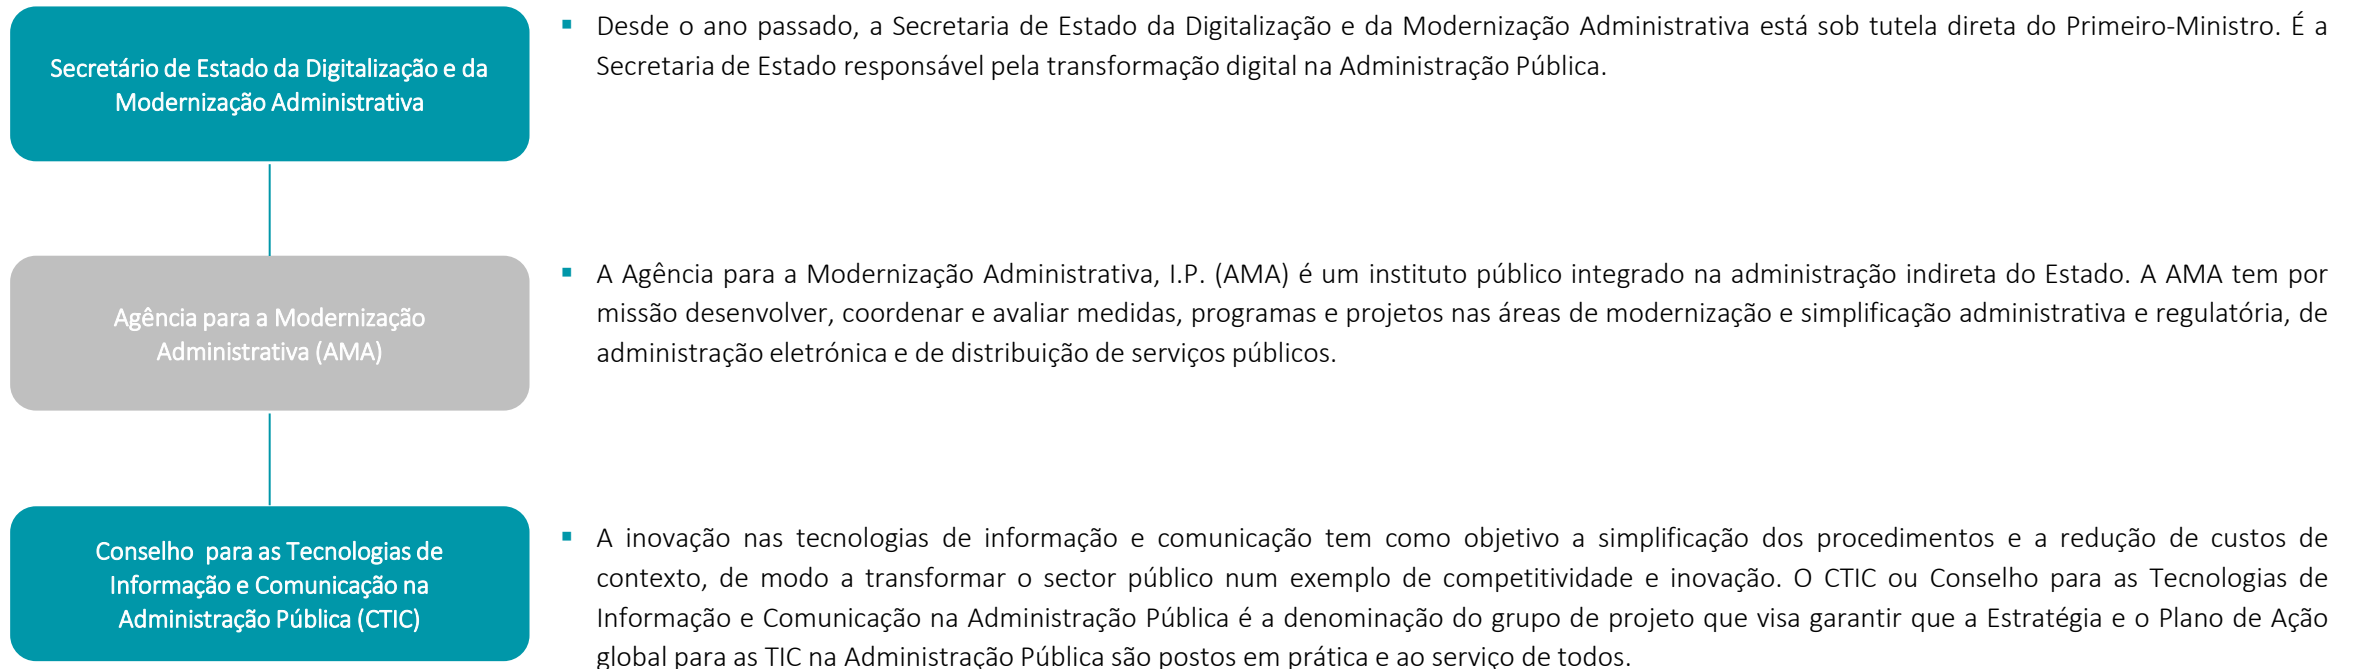 Secretário de Estado da Digitalização e da
Modernização Administrativa
Desde o ano passado, a Secretaria de Estado da Digitalização e da Modernização Administrativa está sob tutela direta do Primeiro-Ministro. É a
Secretaria de Estado responsável pela transformação digital na Administração Pública.
Agência para a Modernização
Administrativa (AMA)
A Agência para a Modernização Administrativa, I.P. (AMA) é um instituto público integrado na administração indireta do Estado. A AMA tem por
missão desenvolver, coordenar e avaliar medidas, programas e projetos nas áreas de modernização e simplificação administrativa e regulatória, de
administração eletrónica e de distribuição de serviços públicos.
Conselho para as Tecnologias de
Informação e Comunicação na
Administração Pública (CTIC)
A inovação nas tecnologias de informação e comunicação tem como objetivo a simplificação dos procedimentos e a redução de custos de
contexto, de modo a transformar o sector público num exemplo de competitividade e inovação. O CTIC ou Conselho para as Tecnologias de
Informação e Comunicação na Administração Pública é a denominação do grupo de projeto que visa garantir que a Estratégia e o Plano de Ação
global para as TIC na Administração Pública são postos em prática e ao serviço de todos.